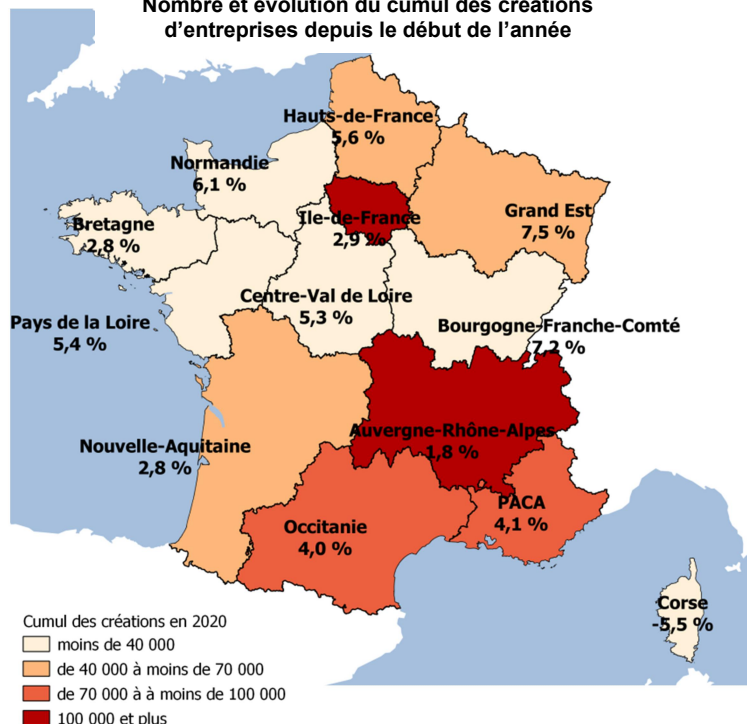 Nombre et évolution du cumul des créations
d’entreprises depuis le début de l’année
Hauts-de-France
5,6 %
Normandie
6,1 %
Ile-de-France
2,9 %
Grand Est
7,5 %
Bretagne
2,8 %
Centre-Val de Loire
5,3 %
Pays de la Loire
5,4 %
Bourgogne-Franche-Comté
7,2 %
Auvergne-Rhône-Alpes
1,8 %
Nouvelle-Aquitaine
2,8 %
PACA
4,1 %
Occitanie
4,0 %
Corse
-5,5 %
Cumul des créations en 2020
moins de 40 000
de 40 000 à moins de 70 000
de 70 000 à à moins de 100 000
100 000 et plus